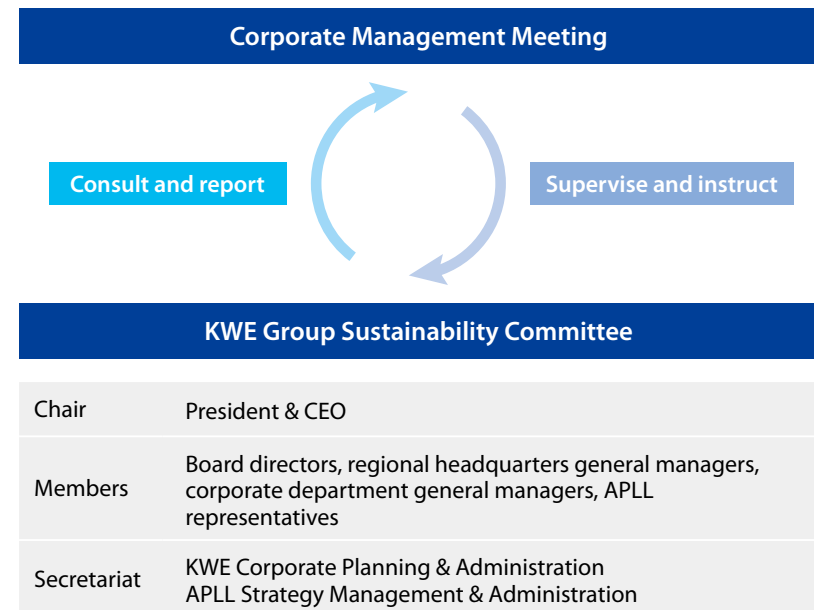 Corporate Management Meeting
Consult and report
Supervise and instruct
KWE Group Sustainability Committee
Chair
President & CEO
Members
Board directors, regional headquarters general managers,
corporate department general managers, APLL
representatives
Secretariat
KWE Corporate Planning & Administration
APLL Strategy Management & Administration